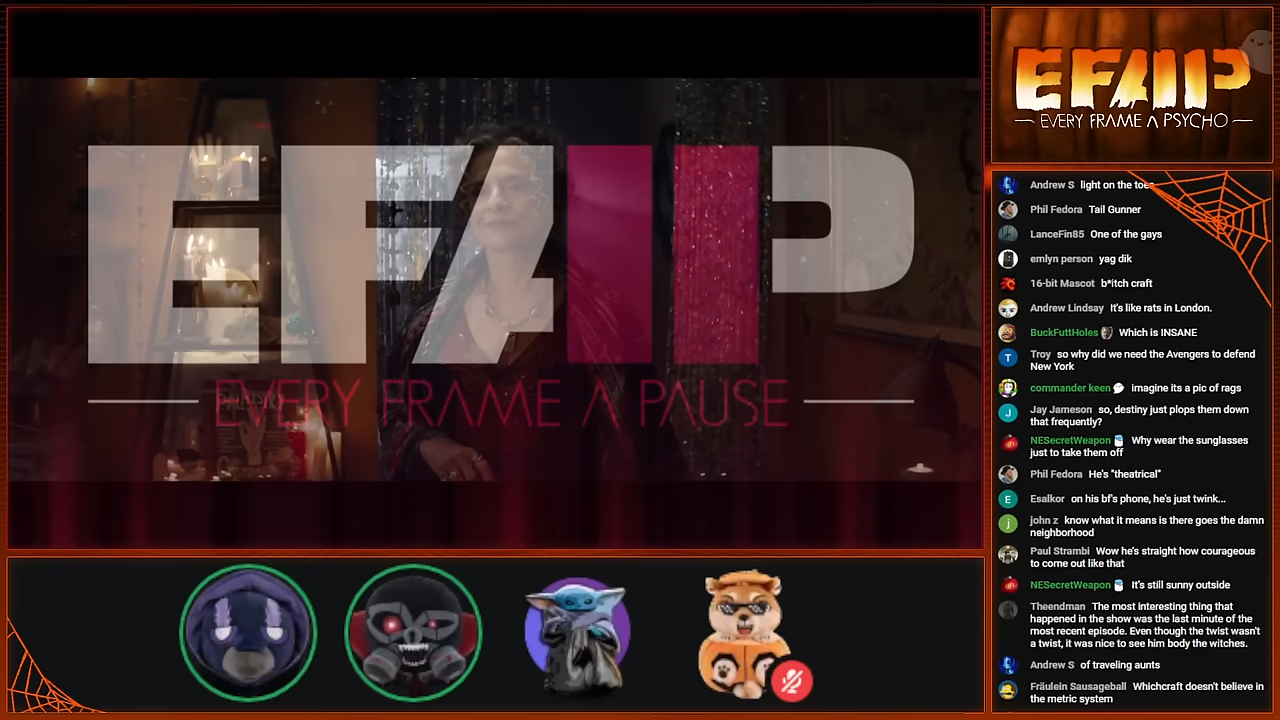 EFAP
EVERY FRAME A PAUSE
EFAP
EVERY FRAME A PSYCHO
Andrew S light on the toes
Phil Fedora Tail Gunner
LanceFin85 One of the gays
emlyn person yag dik
16-bit Mascot b*itch craft
Andrew Lindsay It's like rats in London.
BuckFuttHoles Which is INSANE
T
Troy so why did we need the Avengers to defend
New York
commander keen imagine its a pic of rags
J
Jay Jameson so, destiny just plops them down
that frequently?
NESecretWeapon Why wear the sunglasses
just to take them off
Phil Fedora He's "theatrical"
E
Esalkor on his bf's phone, he's just twink...
j
john z know what it means is there goes the damn
neighborhood
Paul Strambi Wow he's straight how courageous
to come out like that
NESecretWeapon It's still sunny outside
Theendman The most interesting thing that
happened in the show was the last minute of the
most recent episode. Even though the twist wasn't
a twist, it was nice to see him body the witches.
Andrew S of traveling aunts
Fräulein Sausageball Whichcraft doesn't believe in
the metric system